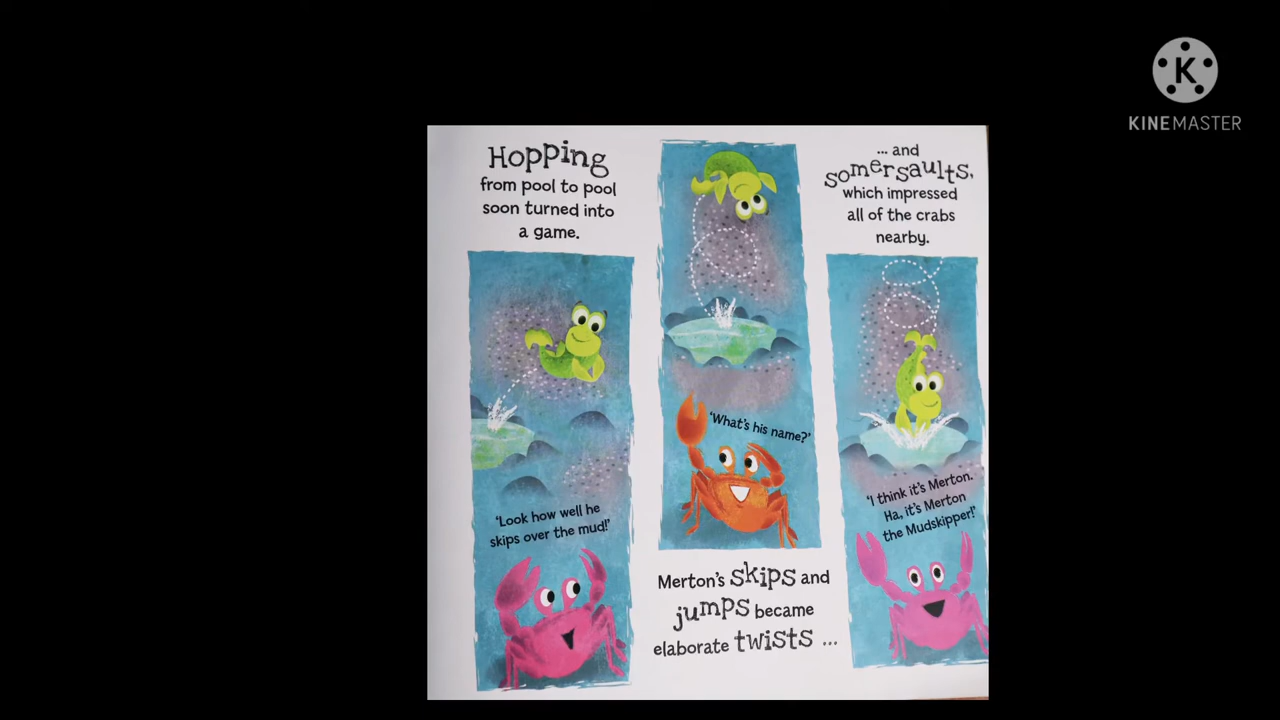 Hopping
from pool to pool
soon turned into
a game.
'Look how well he
skips over the mud!'
'What's his name?'
Merton's skips and
jumps became
elaborate twists ...
... and
somersaults,
which impressed
all of the crabs
nearby.
'I think it's Merton.
Ha, it's Merton
the Mudskipper!'
K
KINEMASTER